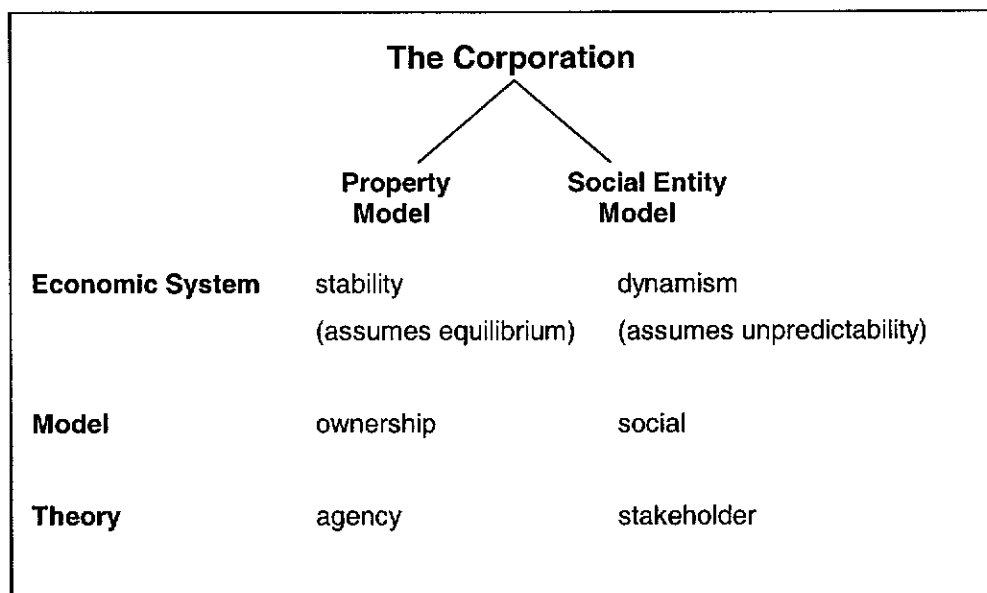 The Corporation
Property Social Entity
Model Model
Economic System stability dynamism
(assumes equilibrium) (assumes unpredictability)
Model ownership social
Theory agency stakeholder